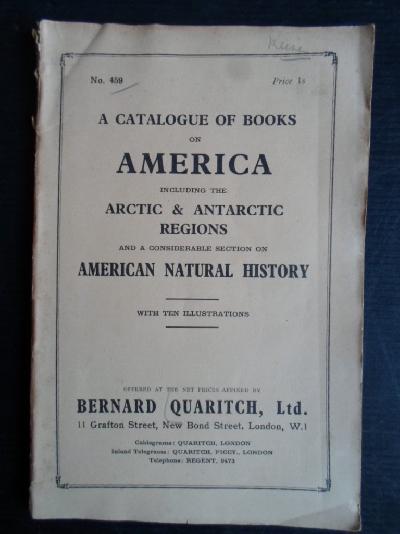 No. 459 Price 1s
A CATALOGUE OF BOOKS
ON
AMERICA
INCLUDING THE
ARCTIC & ANTARCTIC
REGIONS
AND A CONSIDERABLE SECTION ON
AMERICAN NATURAL HISTORY
WITH TEN ILLUSTRATIONS
OFFERED AT THE NET PRICES AFFIXED BY
BERNARD QUARITCH, Ltd.
11 Grafton Street, New Bond Street, London, W.1
Cablegrams: QUARITCH, LONDON
Inland Telegrams: QUARITCH, PICCY., LONDON
Telephone: REGENT, 9473